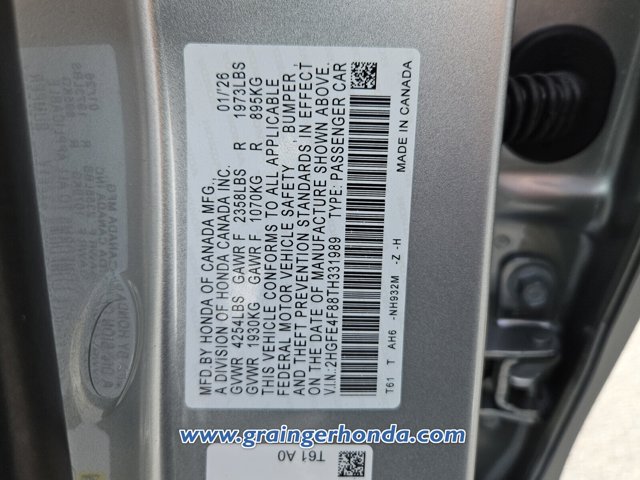 MFD.BY HONDA OF CANADA MFG. 01/'26
A DIVISION OF HONDA CANADA INC.
GVWR 4254LBS GAWR F 2358LBS R 1973LBS
GVWR 1930KG GAWR F 1070KG R 895KG
THIS VEHICLE CONFORMS TO ALL APPLICABLE
FEDERAL MOTOR VEHICLE SAFETY, BUMPER,
AND THEFT PREVENTION STANDARDS IN EFFECT
ON THE DATE OF MANUFACTURE SHOWN ABOVE.
V.I.N.:2HGFE4F88TH331989 TYPE: PASSENGER CAR
T61 T AH6 -NH932M -Z -H MADE IN CANADA
T61 A0
www.graingerhonda.com